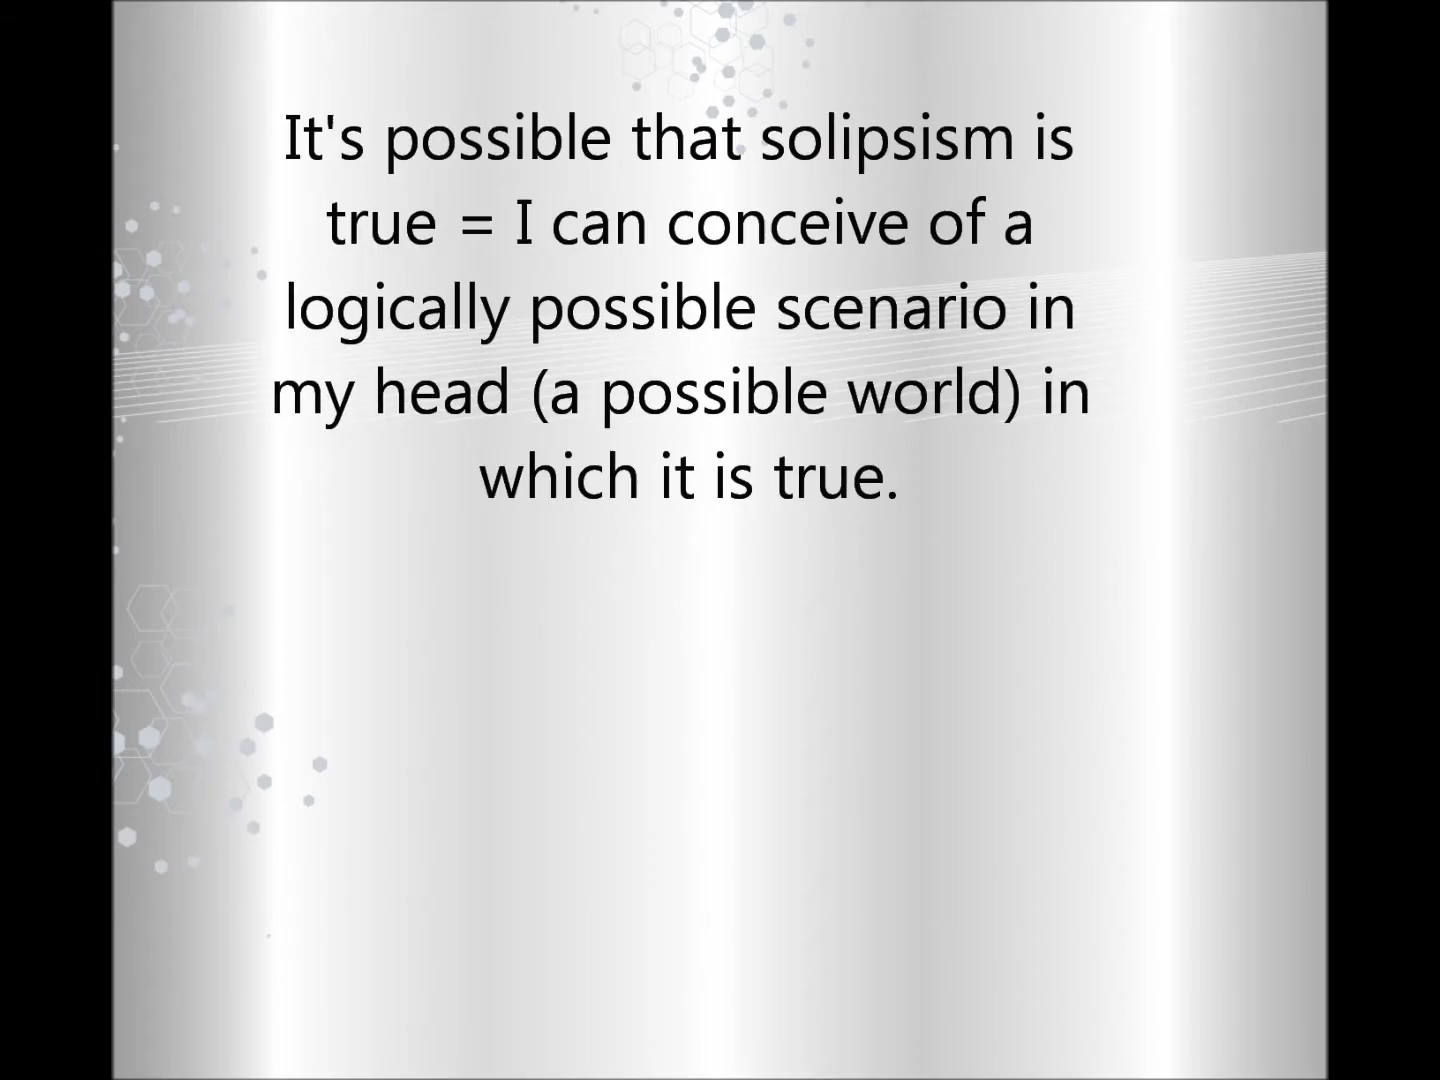 It's possible that solipsism is
true = I can conceive of a
logically possible scenario in
my head (a possible world) in
which it is true.